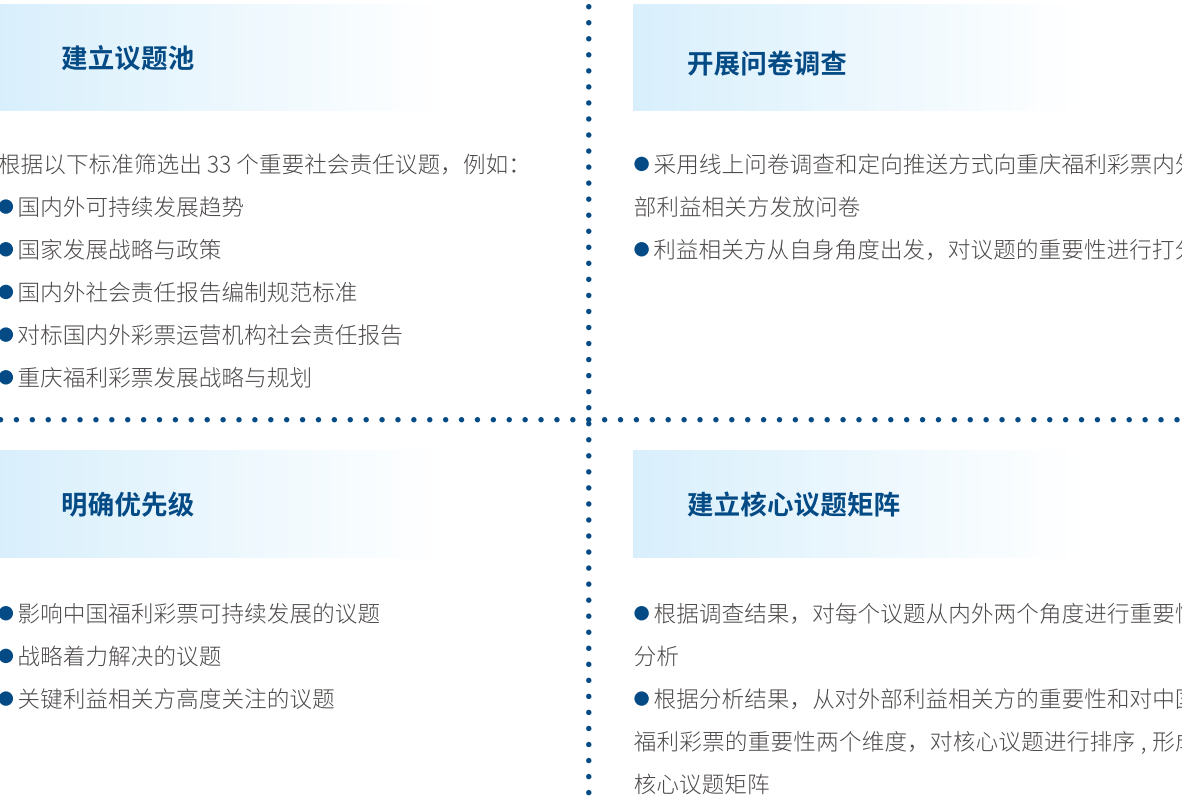 建立议题池
根据以下标准筛选出 33 个重要社会责任议题，例如：
●国内外可持续发展趋势
●国家发展战略与政策
●国内外社会责任报告编制规范标准
●对标国内外彩票运营机构社会责任报告
●重庆福利彩票发展战略与规划
开展问卷调查
●采用线上问卷调查和定向推送方式向重庆福利彩票内
部利益相关方发放问卷
●利益相关方从自身角度出发，对议题的重要性进行打
明确优先级
●影响中国福利彩票可持续发展的议题
●战略着力解决的议题
●关键利益相关方高度关注的议题
建立核心议题矩阵
●根据调查结果，对每个议题从内外两个角度进行重要
分析
●根据分析结果，从对外部利益相关方的重要性和对中
福利彩票的重要性两个维度，对核心议题进行排序 , 形
核心议题矩阵